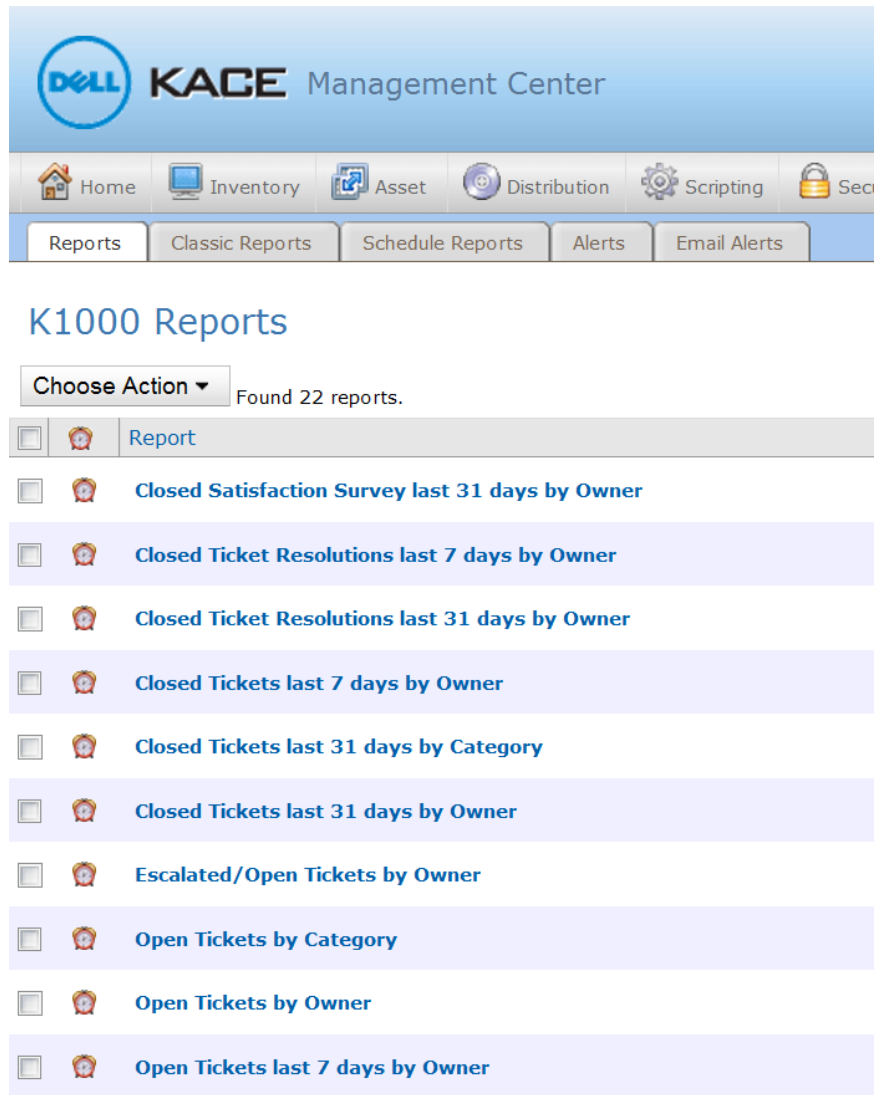 DELL KACE Management Center
Home Inventory Asset Distribution Scripting
Reports Classic Reports Schedule Reports Alerts Email Alerts
K1000 Reports
Choose Action Found 22 reports.
Report
Closed Satisfaction Survey last 31 days by Owner
Closed Ticket Resolutions last 7 days by Owner
Closed Ticket Resolutions last 31 days by Owner
Closed Tickets last 7 days by Owner
Closed Tickets last 31 days by Category
Closed Tickets last 31 days by Owner
Escalated/Open Tickets by Owner
Open Tickets by Category
Open Tickets by Owner
Open Tickets last 7 days by Owner